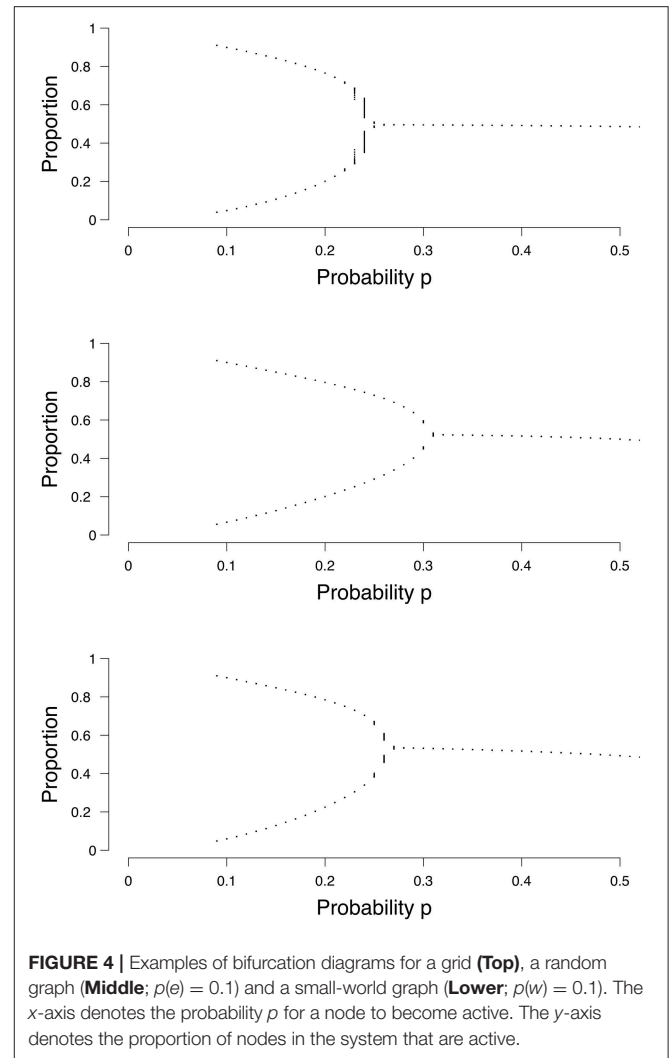 1
0.8
0.6
0.4
0.2
0
Proportion
0 0.1 0.2 0.3 0.4 0.5
Probability p
1
0.8
0.6
0.4
0.2
0
Proportion
0 0.1 0.2 0.3 0.4 0.5
Probability p
1
0.8
0.6
0.4
0.2
0
Proportion
0 0.1 0.2 0.3 0.4 0.5
Probability p
FIGURE 4 | Examples of bifurcation diagrams for a grid (Top), a random
graph (Middle; p(e) = 0.1) and a small-world graph (Lower; p(w) = 0.1). The
x-axis denotes the probability p for a node to become active. The y-axis
denotes the proportion of nodes in the system that are active.